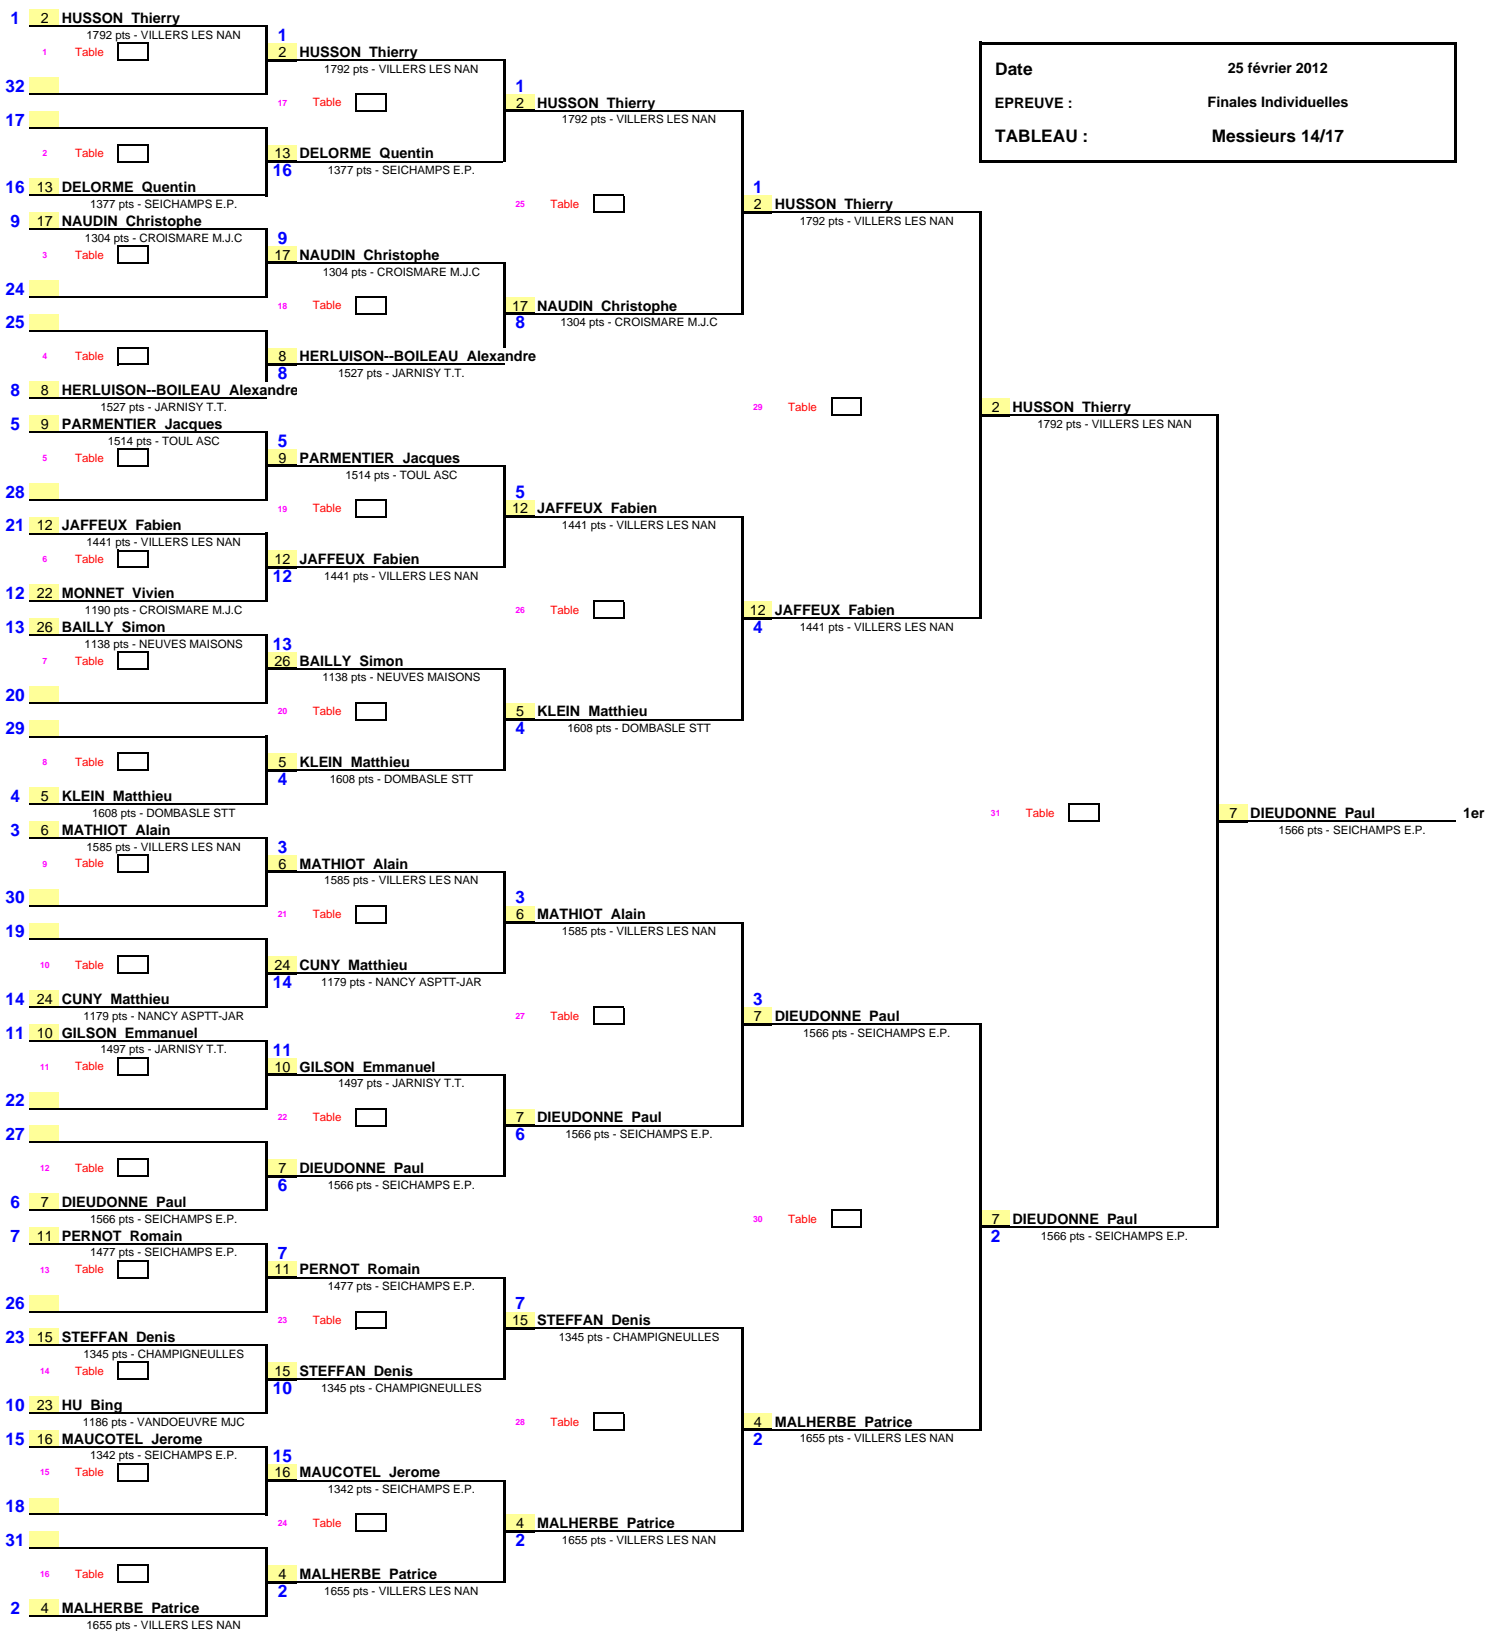 Date 25 février 2012
EPREUVE : Finales Individuelles
TABLEAU : Messieurs 14/17
1 2 HUSSON Thierry
1792 pts - VILLERS LES NAN
1 Table
32
17
2 Table
16 13 DELORME Quentin
1377 pts - SEICHAMPS E.P.
9 17 NAUDIN Christophe
1304 pts - CROISMARE M.J.C
3 Table
24
25
4 Table
8 8 HERLUISON--BOILEAU Alexandre
1527 pts - JARNISY T.T.
5 9 PARMENTIER Jacques
1514 pts - TOUL ASC
5 Table
28
21 12 JAFFEUX Fabien
1441 pts - VILLERS LES NAN
6 Table
12 22 MONNET Vivien
1190 pts - CROISMARE M.J.C
13 26 BAILLY Simon
1138 pts - NEUVES MAISONS
7 Table
20
29
8 Table
4 5 KLEIN Matthieu
1608 pts - DOMBASLE STT
3 6 MATHIOT Alain
1585 pts - VILLERS LES NAN
9 Table
30
19
10 Table
14 24 CUNY Matthieu
1179 pts - NANCY ASPTT-JAR
11 10 GILSON Emmanuel
1497 pts - JARNISY T.T.
11 Table
22
27
12 Table
6 7 DIEUDONNE Paul
1566 pts - SEICHAMPS E.P.
7 11 PERNOT Romain
1477 pts - SEICHAMPS E.P.
13 Table
26
23 15 STEFFAN Denis
1345 pts - CHAMPIGNEULLES
14 Table
10 23 HU Bing
1186 pts - VANDOEUVRE MJC
15 16 MAUCOTEL Jerome
1342 pts - SEICHAMPS E.P.
15 Table
18
31
16 Table
2 4 MALHERBE Patrice
1655 pts - VILLERS LES NAN
1
2 HUSSON Thierry
1792 pts - VILLERS LES NAN
17 Table
13 DELORME Quentin
16 1377 pts - SEICHAMPS E.P.
9
17 NAUDIN Christophe
1304 pts - CROISMARE M.J.C
18 Table
8 HERLUISON--BOILEAU Alexandre
8 1527 pts - JARNISY T.T.
5
9 PARMENTIER Jacques
1514 pts - TOUL ASC
19 Table
12 JAFFEUX Fabien
12 1441 pts - VILLERS LES NAN
13
26 BAILLY Simon
1138 pts - NEUVES MAISONS
20 Table
5 KLEIN Matthieu
4 1608 pts - DOMBASLE STT
3
6 MATHIOT Alain
1585 pts - VILLERS LES NAN
21 Table
24 CUNY Matthieu
14 1179 pts - NANCY ASPTT-JAR
11
10 GILSON Emmanuel
1497 pts - JARNISY T.T.
22 Table
7 DIEUDONNE Paul
6 1566 pts - SEICHAMPS E.P.
7
11 PERNOT Romain
1477 pts - SEICHAMPS E.P.
23 Table
15 STEFFAN Denis
10 1345 pts - CHAMPIGNEULLES
15
16 MAUCOTEL Jerome
1342 pts - SEICHAMPS E.P.
24 Table
4 MALHERBE Patrice
2 1655 pts - VILLERS LES NAN
1
2 HUSSON Thierry
1792 pts - VILLERS LES NAN
25 Table
17 NAUDIN Christophe
8 1304 pts - CROISMARE M.J.C
5
12 JAFFEUX Fabien
1441 pts - VILLERS LES NAN
26 Table
5 KLEIN Matthieu
4 1608 pts - DOMBASLE STT
3
6 MATHIOT Alain
1585 pts - VILLERS LES NAN
27 Table
7 DIEUDONNE Paul
6 1566 pts - SEICHAMPS E.P.
7
15 STEFFAN Denis
1345 pts - CHAMPIGNEULLES
28 Table
4 MALHERBE Patrice
2 1655 pts - VILLERS LES NAN
1
2 HUSSON Thierry
1792 pts - VILLERS LES NAN
29 Table
12 JAFFEUX Fabien
4 1441 pts - VILLERS LES NAN
3
7 DIEUDONNE Paul
1566 pts - SEICHAMPS E.P.
30 Table
4 MALHERBE Patrice
2 1655 pts - VILLERS LES NAN
2 HUSSON Thierry
1792 pts - VILLERS LES NAN
31 Table
7 DIEUDONNE Paul
2 1566 pts - SEICHAMPS E.P.
7 DIEUDONNE Paul 1er
1566 pts - SEICHAMPS E.P.